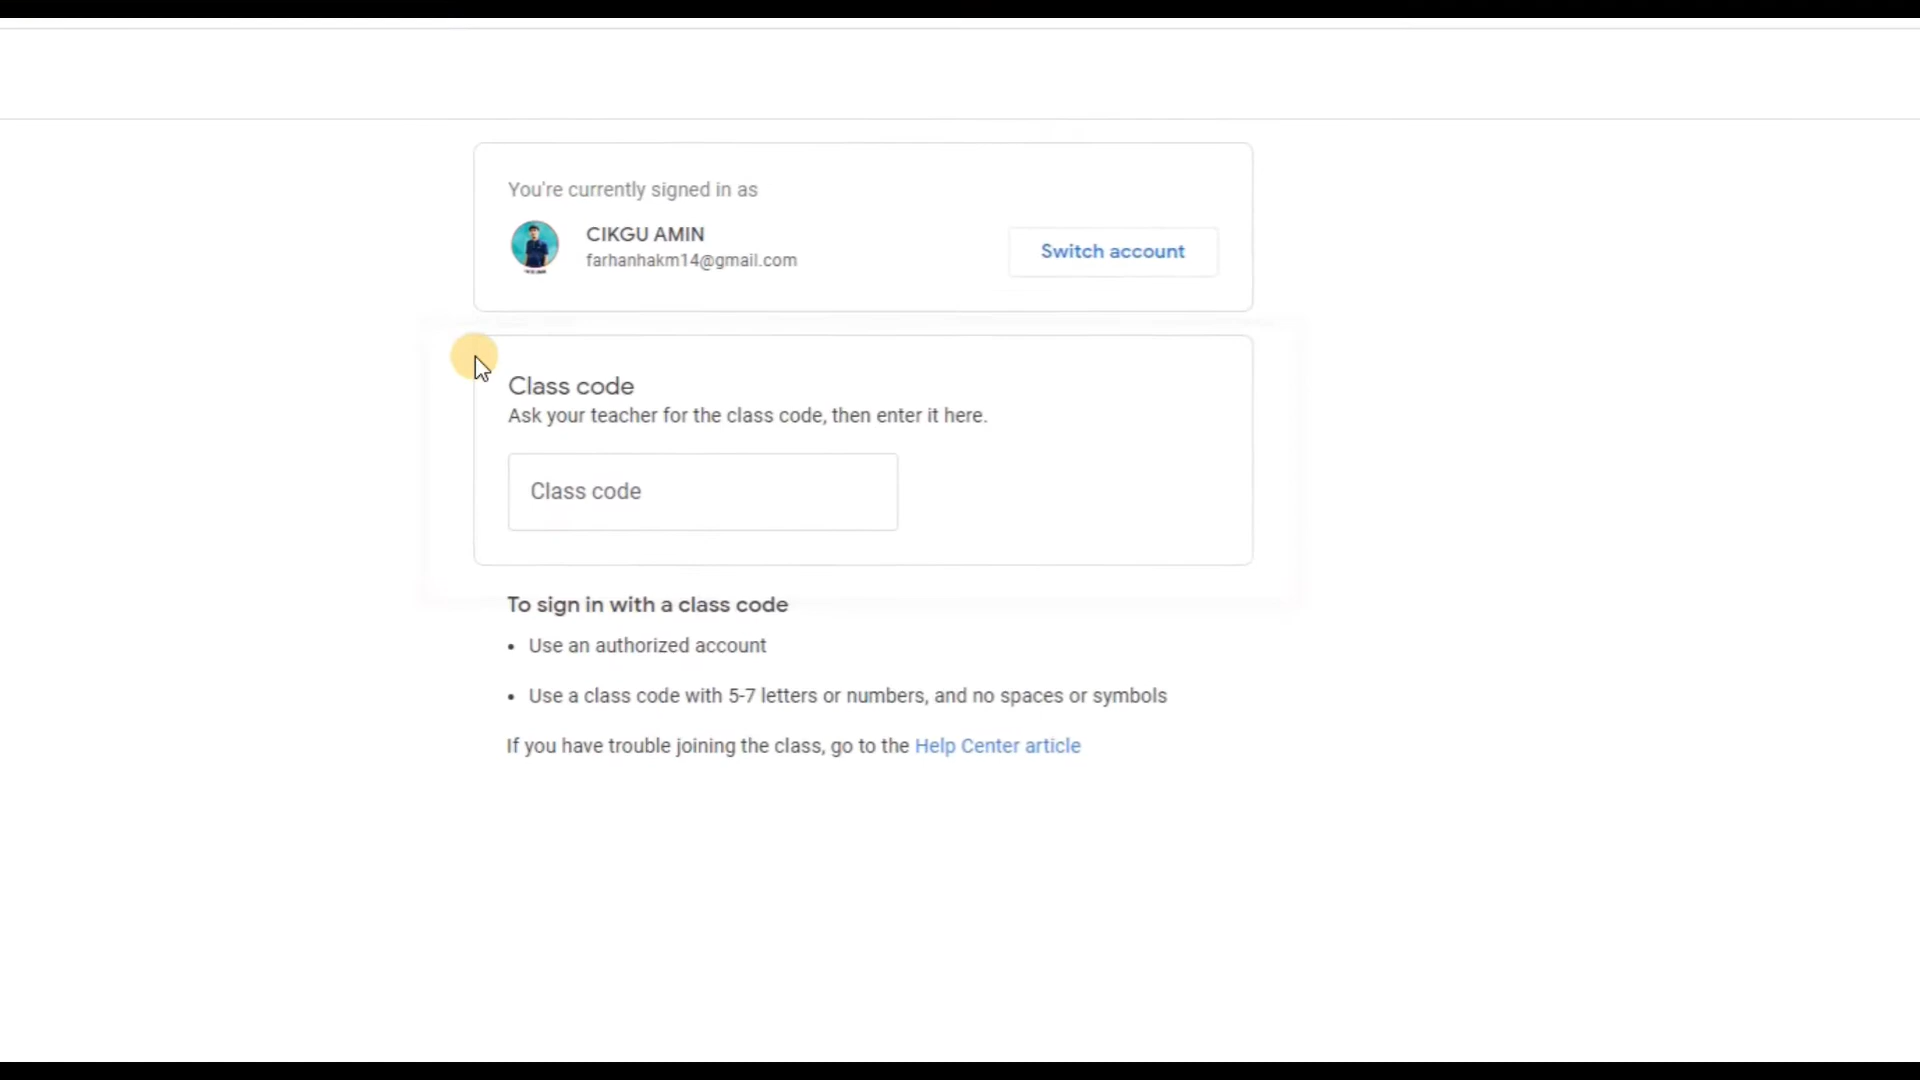 You're currently signed in as
CIKGU AMIN
farhanhakm14@gmail.com
Switch account
Class code
Ask your teacher for the class code, then enter it here.
Class code
To sign in with a class code
• Use an authorized account
• Use a class code with 5-7 letters or numbers, and no spaces or symbols
If you have trouble joining the class, go to the Help Center article